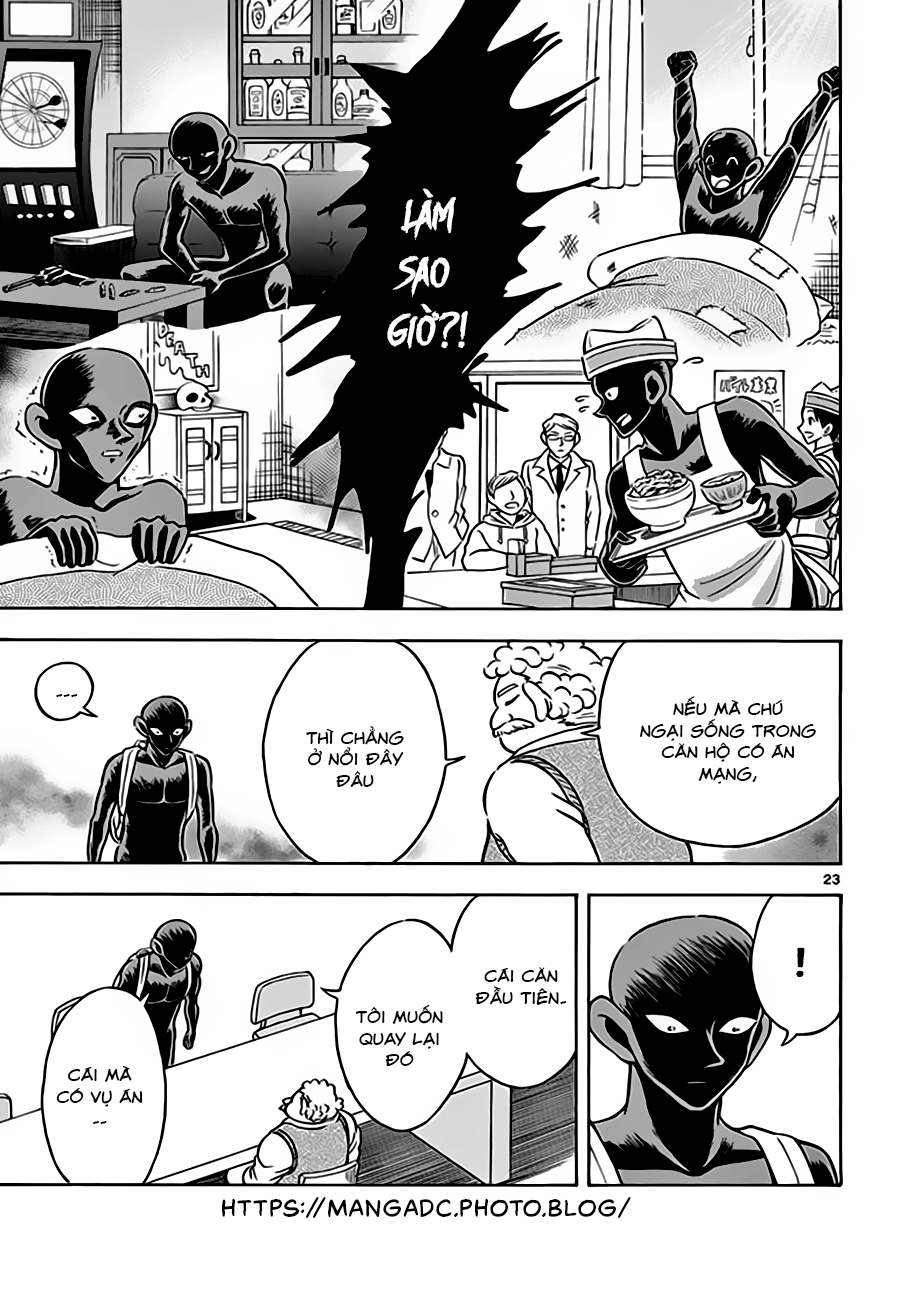 LÀM
SAO
GIỜ?!
DEATH
NẾU MÀ CHÚ
NGẠI SỐNG TRONG
CĂN HỘ CÓ ÁN
MẠNG,
THÌ CHẲNG
Ở NỔI ĐÂY
ĐÂU
---
23
!
CÁI CĂN
ĐẦU TIÊN..
TÔI MUỐN
QUAY LẠI
ĐÓ
CÁI MÀ
CÓ VỤ ÁN
--
HTTPS://MANGADC.PHOTO.BLOG/